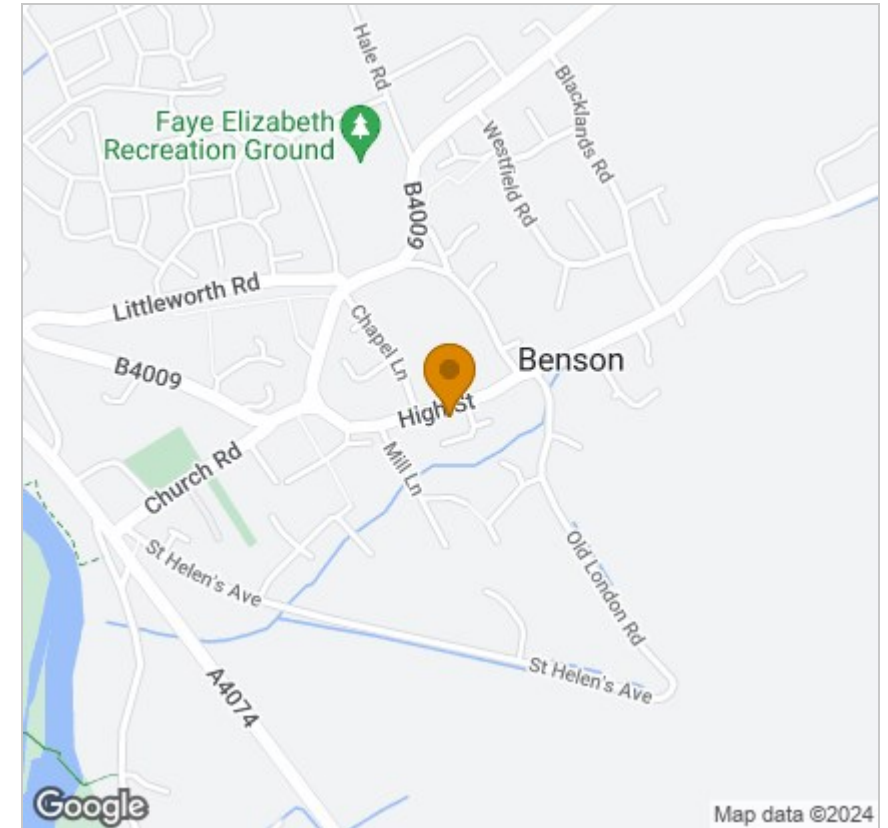 Hale Rd
Blacklands Rd
Faye Elizabeth
Recreation Ground
Westfield Rd
B4009
Littleworth Rd
Chapel Ln
Benson
B4009
High St
Church Rd
Mill Ln
St Helen's Ave
Old London Rd
St Helen's Ave
A4074
Google
Map data ©2024